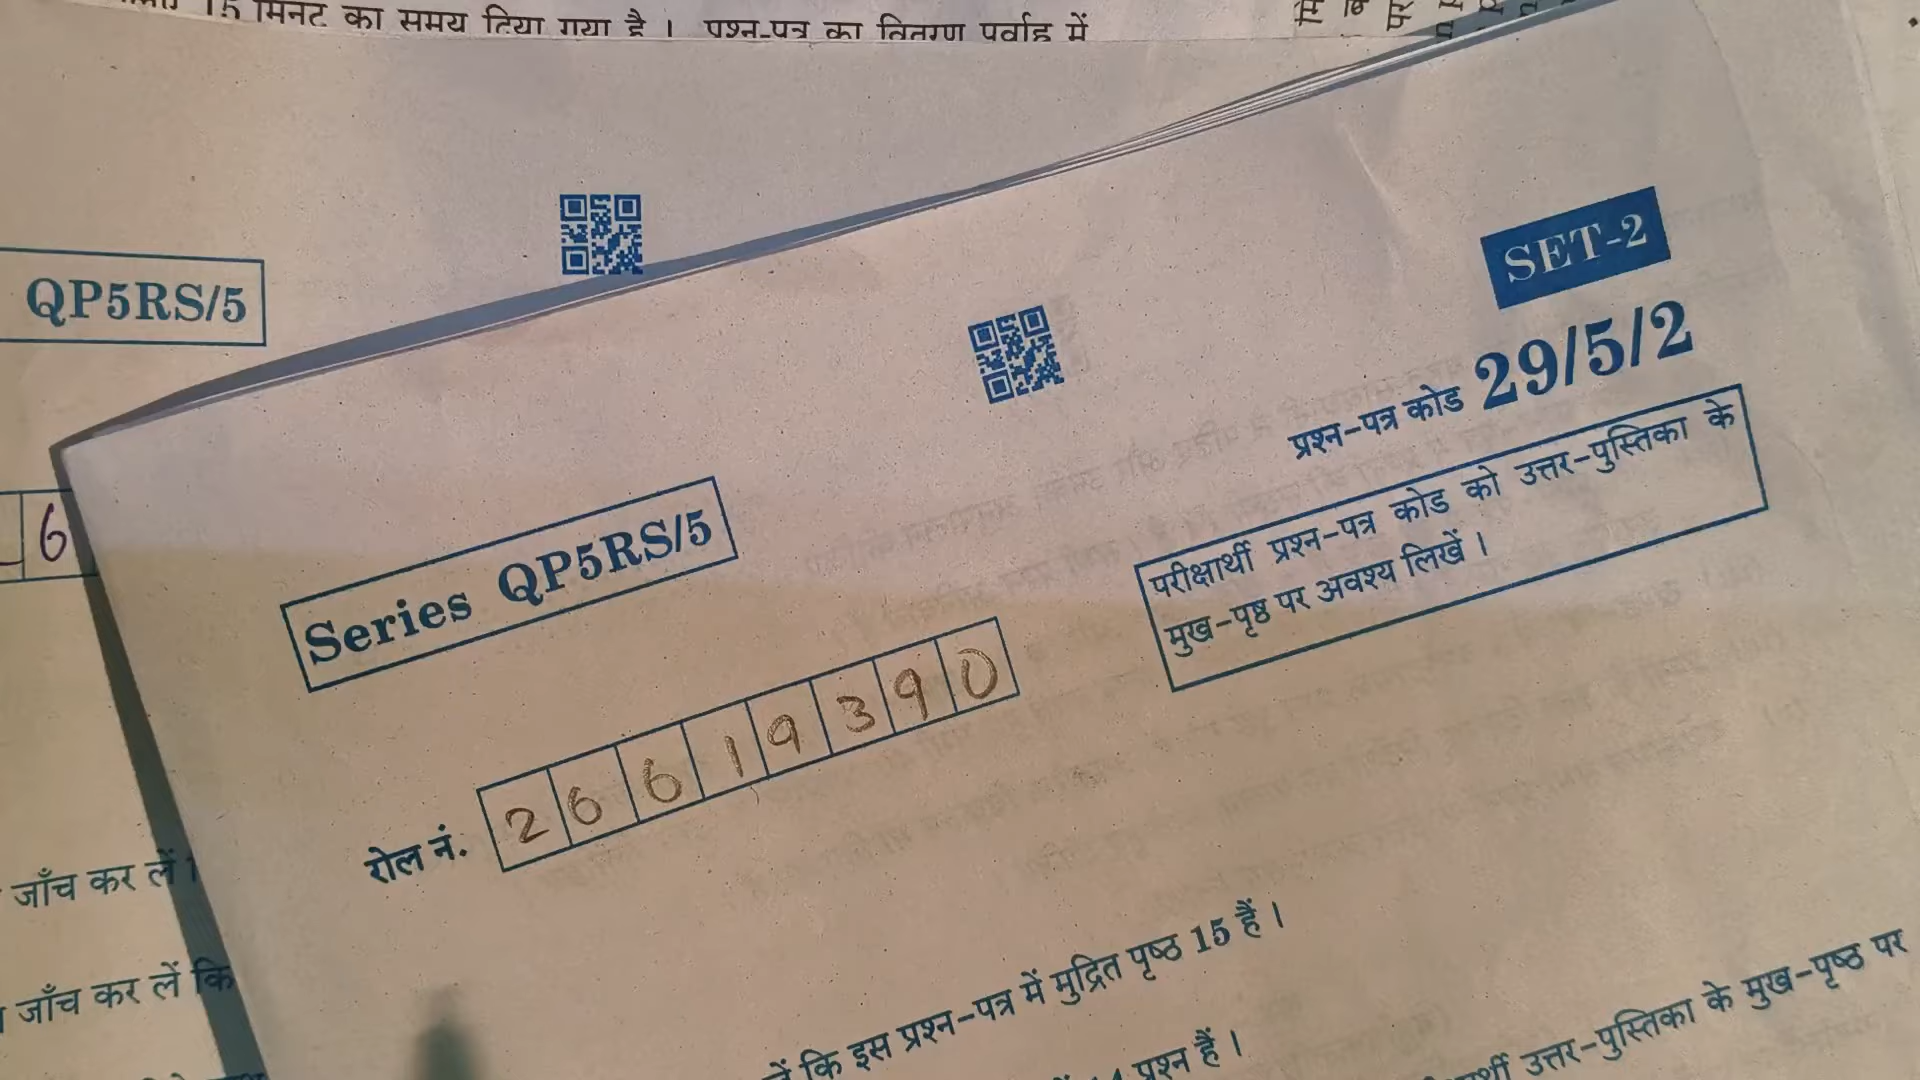 15 मिनट का समय दिया गया है । प्रश्न-पत्र का वितरण पूर्वाह्न में
QP5RS/5
6
SET-2
प्रश्न-पत्र कोड 29/5/2
Series QP5RS/5
परीक्षार्थी प्रश्न-पत्र कोड को उत्तर-पुस्तिका के
मुख-पृष्ठ पर अवश्य लिखें ।
रोल नं. 2 6 6 1 9 3 9 0
जाँच कर लें ।
जाँच कर लें कि
कि इस प्रश्न-पत्र में मुद्रित पृष्ठ 15 हैं ।
प्रश्न हैं ।
उत्तर-पुस्तिका के मुख-पृष्ठ पर